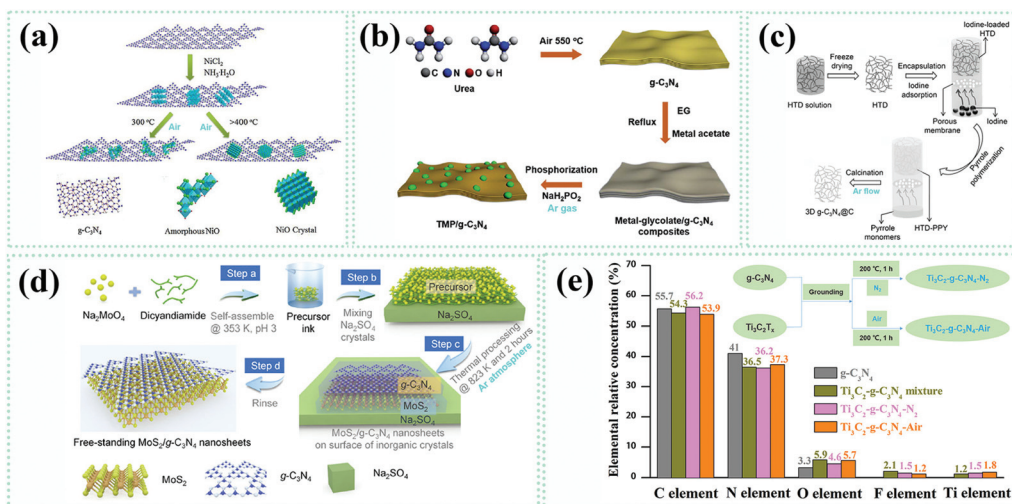 (a)
NiCl2
NH3·H2O
300 ℃
Air
Air
>400 ℃
g-C3N4
Amorphous NiO
NiO Crystal
(b)
Air 550 ℃
C N O H
Urea
g-C3N4
EG
Reflux
Metal acetate
Phosphorization
NaH2PO2
Ar gas
TMP/g-C3N4
Metal-glycolate/g-C3N4
composites
(c)
Iodine-loaded
HTD
Freeze
drying
Encapsulation
Iodine
adsorption
HTD solution
HTD
Porous
membrane
Iodine
Pyrrole
polymerization
Calcination
Ar flow
3D g-C3N4@C
Pyrrole
monomers
HTD-PPY
(d)
Step a
Step b
Precursor
Na2SO4
Na2MoO4
Dicyandiamide
Self-assemble
@ 353 K, pH 3
Precursor
ink
Mixing
Na2SO4
crystals
Step c
Thermal processing
@ 823 K and 2 hours
Ar atmosphere
Step d
Rinse
g-C3N4
MoS2
Na2SO4
MoS2/g-C3N4 nanosheets
on surface of inorganic crystals
Free-standing MoS2/g-C3N4 nanosheets
MoS2
g-C3N4
Na2SO4
(e)
Elemental relative concentration (%)
70
60
50
40
30
20
10
0
g-C3N4
Ti3C2Tx
Grounding
200 ℃, 1 h
N2
Ti3C2-g-C3N4-N2
Air
200 ℃, 1 h
Ti3C2-g-C3N4-Air
g-C3N4
Ti3C2-g-C3N4 mixture
Ti3C2-g-C3N4-N2
Ti3C2-g-C3N4-Air
55.7
54.3
56.2
53.9
41
36.5
36.2
37.3
3.3
5.9
4.6
5.7
2.1
1.5
1.2
1.2
1.5
1.8
C element
N element
O element
F element
Ti element